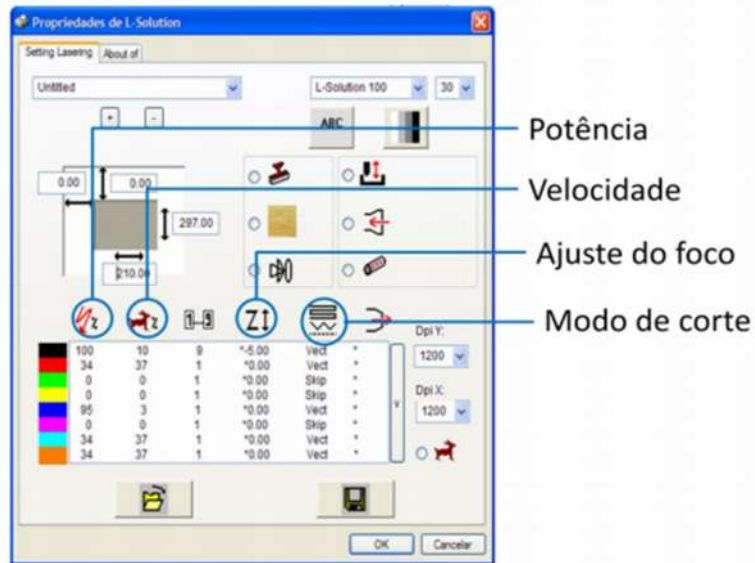 Propriedades de L-Solution
Setting Lasering About of
Untitled L-Solution 100 30
+ - ABC
Potência
0.00 0.00
Velocidade
297.00
210.00
Ajuste do foco
Z 1-9 Z
Modo de corte
Dpi Y:
100 10 9 *-5.00 Vect *
1200
34 37 1 *0.00 Vect *
0 0 1 *0.00 Skip *
0 0 1 *0.00 Skip *
Dpi X:
95 3 1 *0.00 Vect *
1200
0 0 1 *0.00 Skip *
34 37 1 *0.00 Vect *
34 37 1 *0.00 Vect *
OK Cancelar